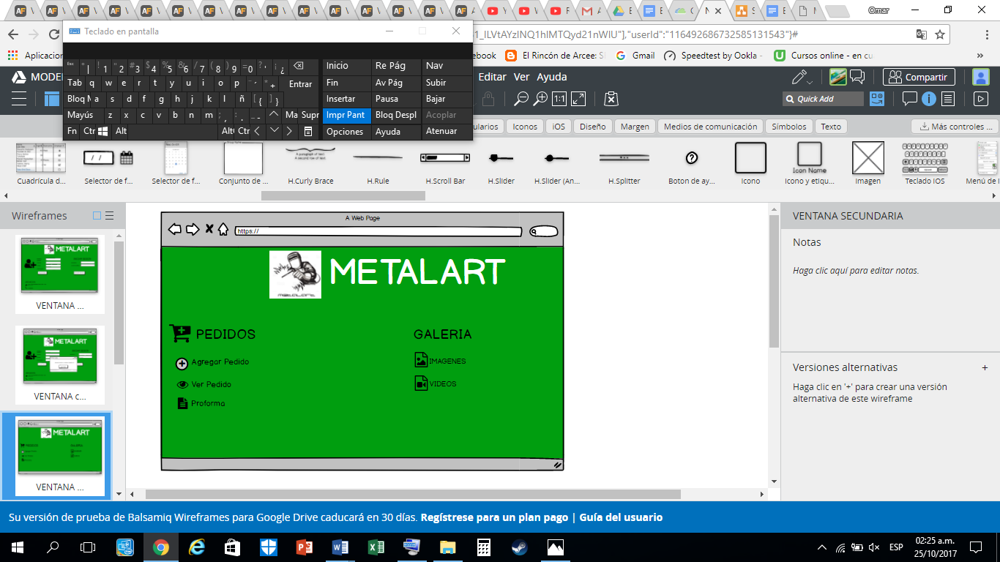 Omar
Teclado en pantalla
1_ILVtAYzINQ1hIMTQyd21nWIU"],"userId":"116492686732585131543"}#
Aplicacion
ebook
El Rincón de Arcee: S
Gmail
Speedtest by Ookla -
Cursos online - en cu
Esc ° | ! 1 " 2 # 3 $ 4 % 5 & 6 / 7 ( 8 ) 9 = 0 ? ' ¡ ¿
Inicio Re Pág Nav
Tab q w e r t y u i o p ¨ ´ * + Entrar
Fin Av Pág Subir
Bloq M a s d f g h j k l ñ [ { ] }
Insertar Pausa Bajar
Mayús z x c v b n m ; , : . _ - Ma Supr
Impr Pant Bloq Despl Acoplar
Fn Ctr Alt Alt Ctr
Opciones Ayuda Atenuar
MODE
Editar Ver Ayuda
Compartir
1:1
Quick Add
ularios Iconos iOS Diseño Margen Medios de comunicación Símbolos Texto Más controles ...
A paragraph of text.
A second row of text.
Icon Name
Cuadrícula d... Selector de f... Selector de f... Conjunto de ... H.Curly Brace H.Rule H.Scroll Bar H.Slider H.Slider (An... H.Splitter Boton de ay... Icono Icono y etiqu... Imagen Teclado IOS Menú de I
Wireframes
VENTANA ...
VENTANA c...
VENTANA ...
A Web Page
https://
METALART
METALART
PEDIDOS
Agregar Pedido
Ver Pedido
Proforma
GALERIA
IMAGENES
VIDEOS
VENTANA SECUNDARIA
Notas
Haga clic aquí para editar notas.
Versiones alternativas +
Haga clic en '+' para crear una versión
alternativa de este wireframe
Su versión de prueba de Balsamiq Wireframes para Google Drive caducará en 30 días. Regístrese para un plan pago | Guía del usuario
ESP
02:25 a.m.
25/10/2017